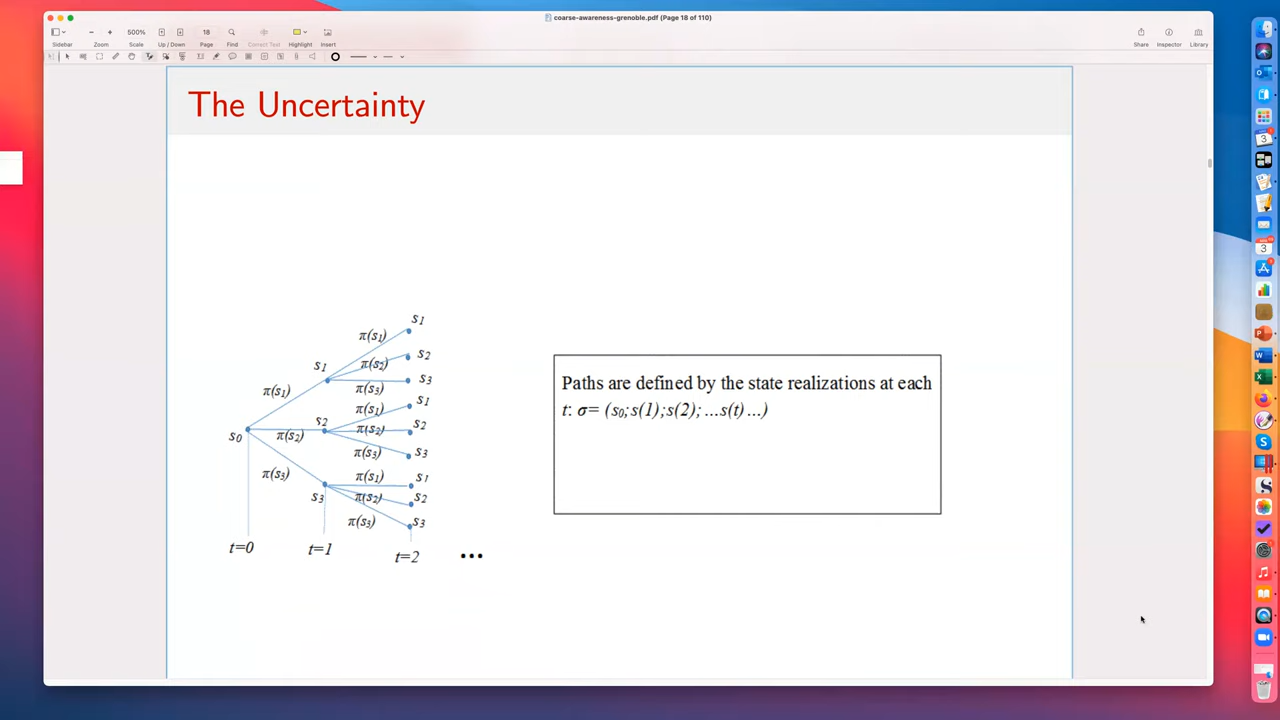 coarse-awareness-grenoble.pdf (Page 18 of 110)
500%
18
Sidebar
Zoom
Scale
Up / Down
Page
Find
Correct Text
Highlight
Insert
Share
Inspector
Library
The Uncertainty
s1
π(s1)
s2
s1
π(s2)
s3
π(s1)
π(s3)
s1
π(s1)
s2
s2
s0
π(s2)
π(s2)
s3
π(s3)
π(s3)
s1
π(s1)
s3
π(s2)
s2
π(s3)
s3
t=0
t=1
t=2
...
Paths are defined by the state realizations at each
t: σ= (s0;s(1);s(2); ...s(t)...)
3
3